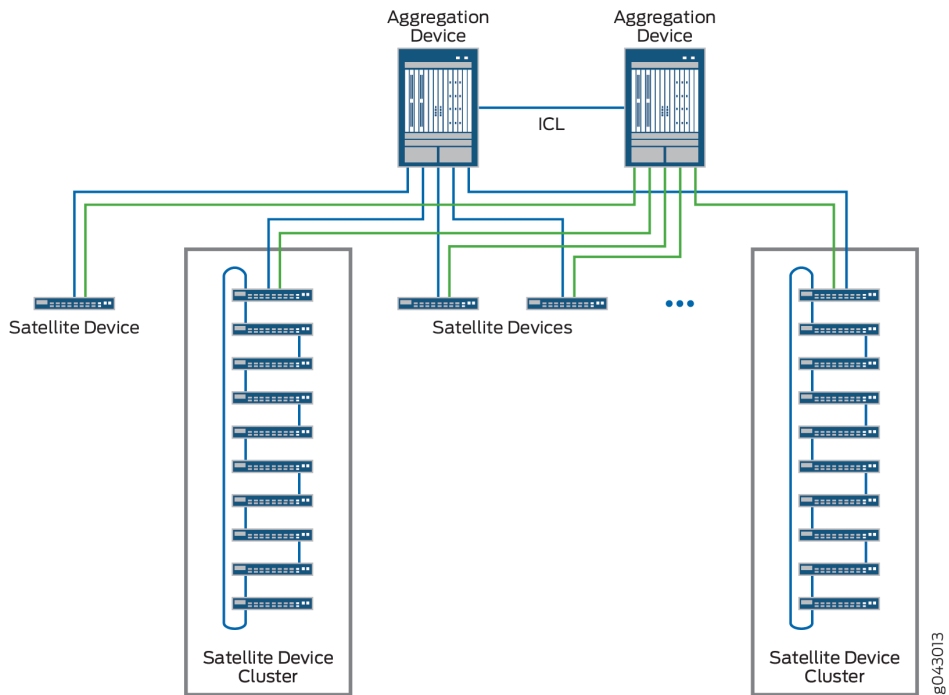 Aggregation
Device
Aggregation
Device
ICL
Satellite Device
Satellite Devices
Satellite Device
Cluster
Satellite Device
Cluster
g043013